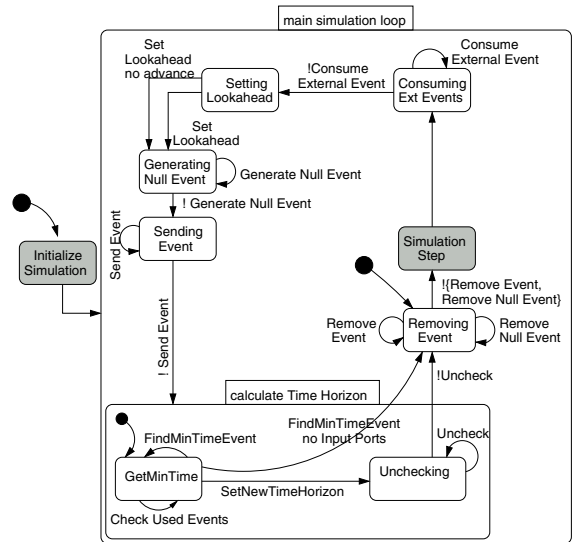 main simulation loop
Set
Lookahead
no advance
Setting
Lookahead
!Consume
External Event
Consuming
Ext Events
Consume
External Event
Set
Lookahead
Generating
Null Event
Generate Null Event
! Generate Null Event
Sending
Event
Send Event
Initialize
Simulation
Simulation
Step
!{Remove Event,
Remove Null Event}
Remove
Event
Removing
Event
Remove
Null Event
! Send Event
!Uncheck
calculate Time Horizon
FindMinTimeEvent
no Input Ports
FindMinTimeEvent
Uncheck
GetMinTime
Unchecking
SetNewTimeHorizon
Check Used Events